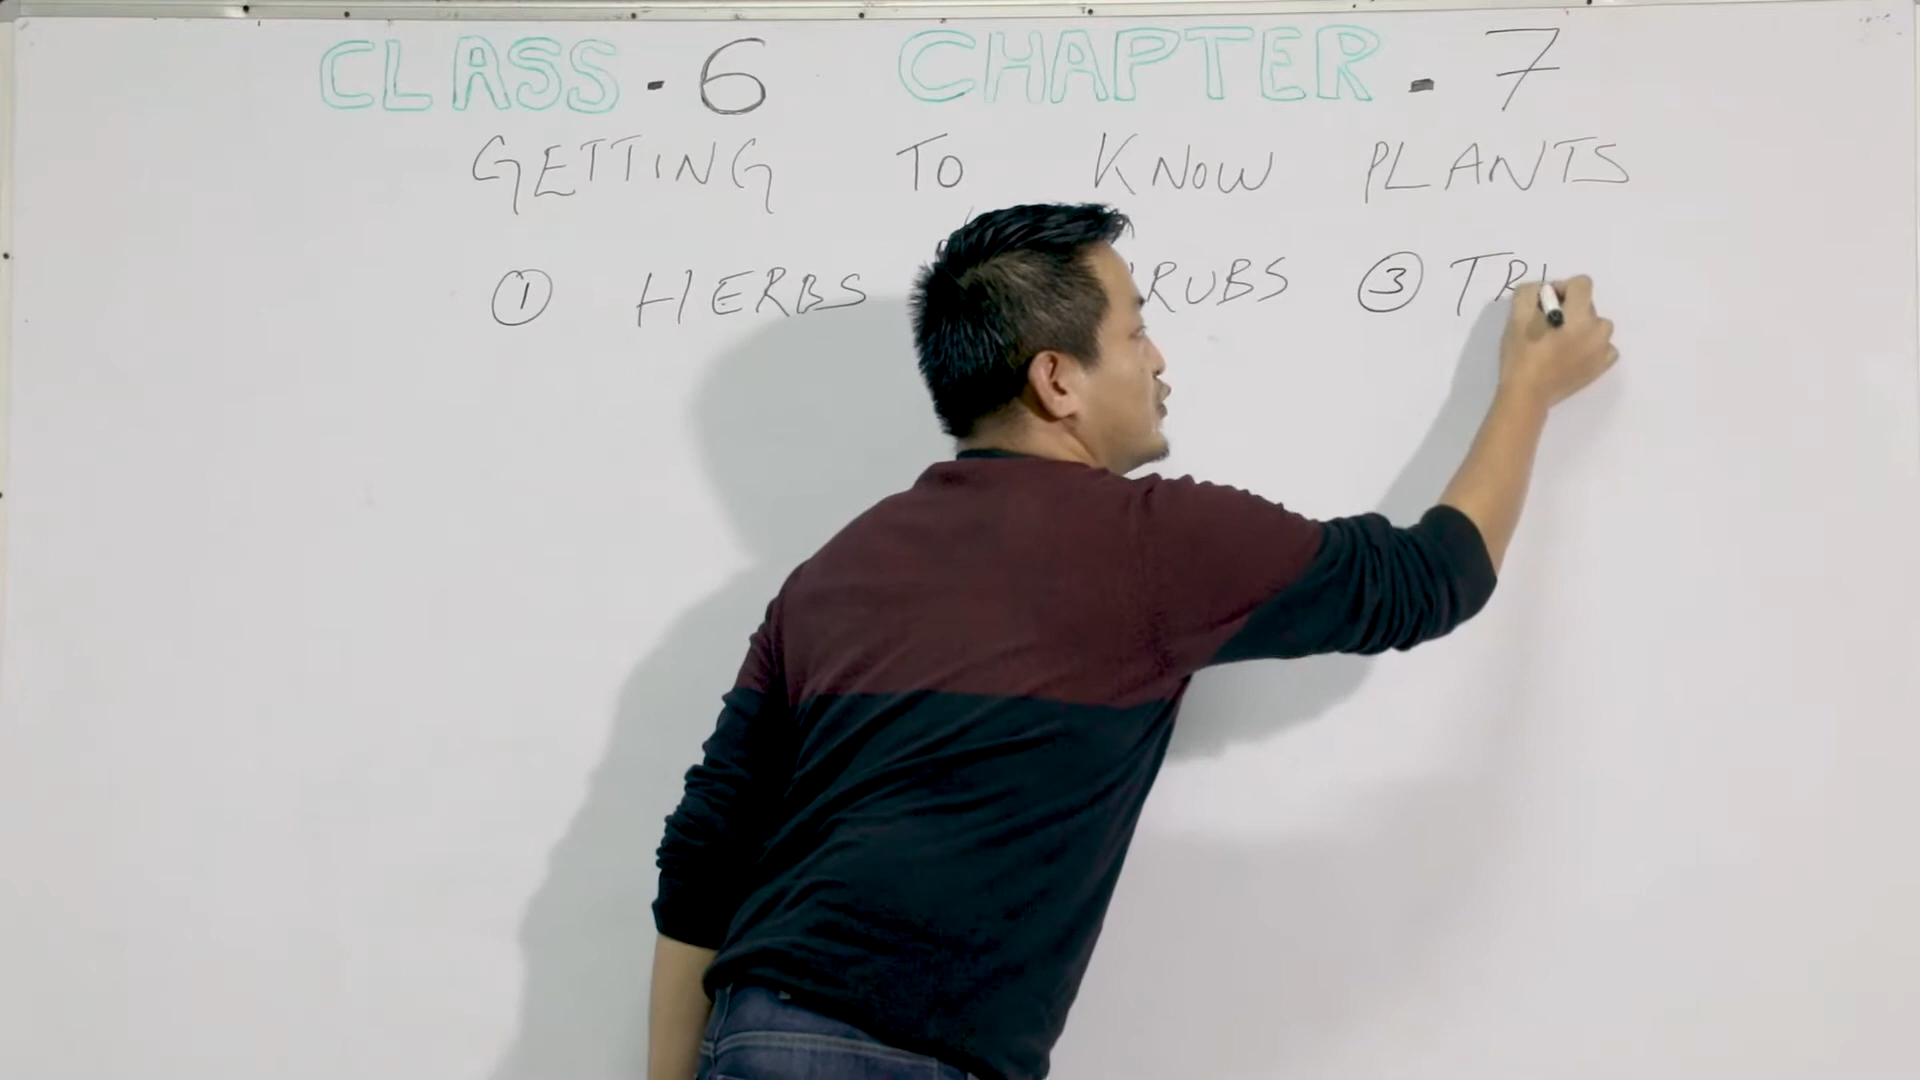 CLASS - 6 CHAPTER - 7
GETTING TO KNOW PLANTS
① HERBS RUBS ③ TR